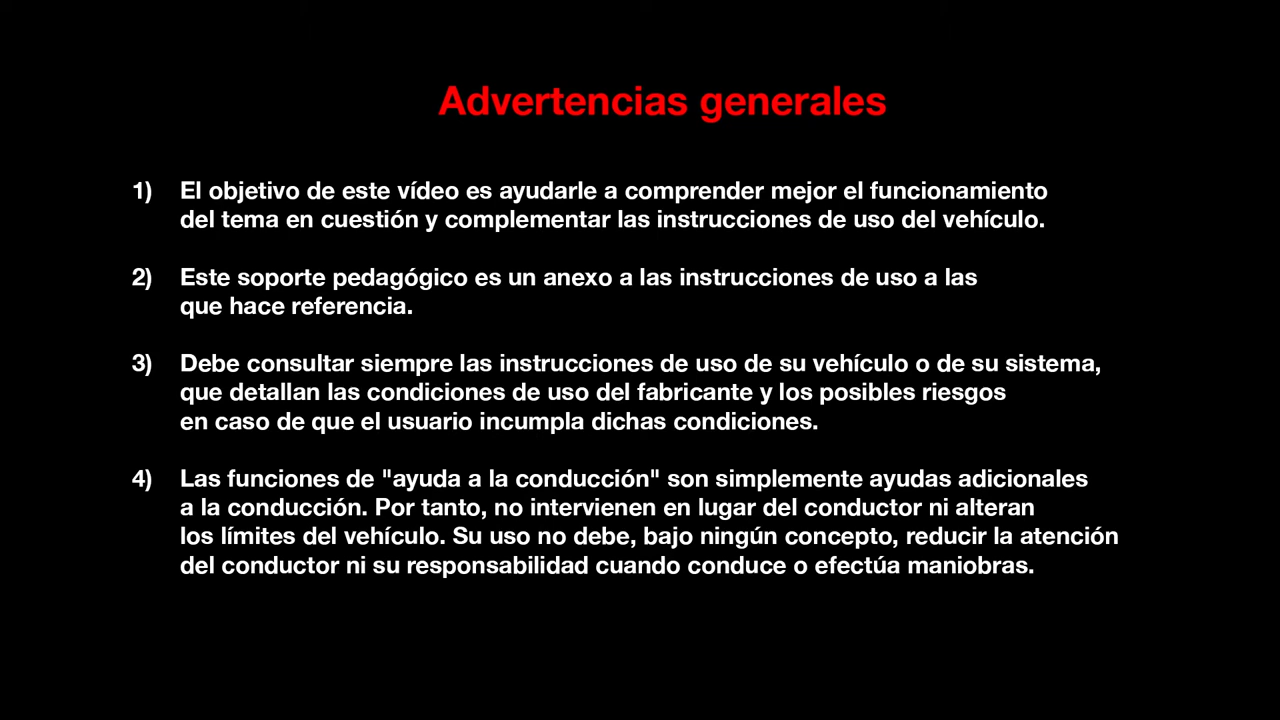 Advertencias generales
1) El objetivo de este vídeo es ayudarle a comprender mejor el funcionamiento
del tema en cuestión y complementar las instrucciones de uso del vehículo.
2) Este soporte pedagógico es un anexo a las instrucciones de uso a las
que hace referencia.
3) Debe consultar siempre las instrucciones de uso de su vehículo o de su sistema,
que detallan las condiciones de uso del fabricante y los posibles riesgos
en caso de que el usuario incumpla dichas condiciones.
4) Las funciones de "ayuda a la conducción" son simplemente ayudas adicionales
a la conducción. Por tanto, no intervienen en lugar del conductor ni alteran
los límites del vehículo. Su uso no debe, bajo ningún concepto, reducir la atención
del conductor ni su responsabilidad cuando conduce o efectúa maniobras.